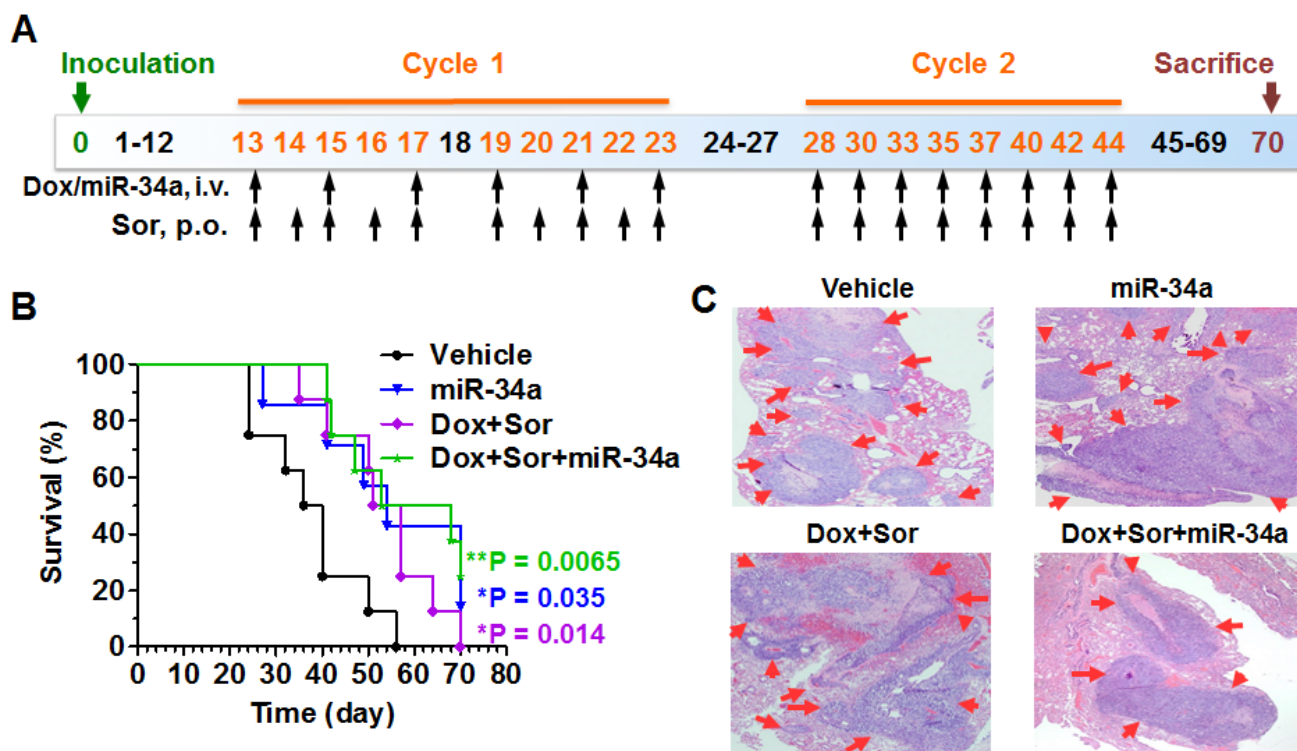 A
Inoculation Cycle 1 Cycle 2 Sacrifice
0 1-12 13 14 15 16 17 18 19 20 21 22 23 24-27 28 30 33 35 37 40 42 44 45-69 70
Dox/miR-34a, i.v.
Sor, p.o.
B
Survival (%)
100
80
60
40
20
0
0 10 20 30 40 50 60 70 80
Time (day)
Vehicle
miR-34a
Dox+Sor
Dox+Sor+miR-34a
**P = 0.0065
*P = 0.035
*P = 0.014
C
Vehicle miR-34a
Dox+Sor Dox+Sor+miR-34a